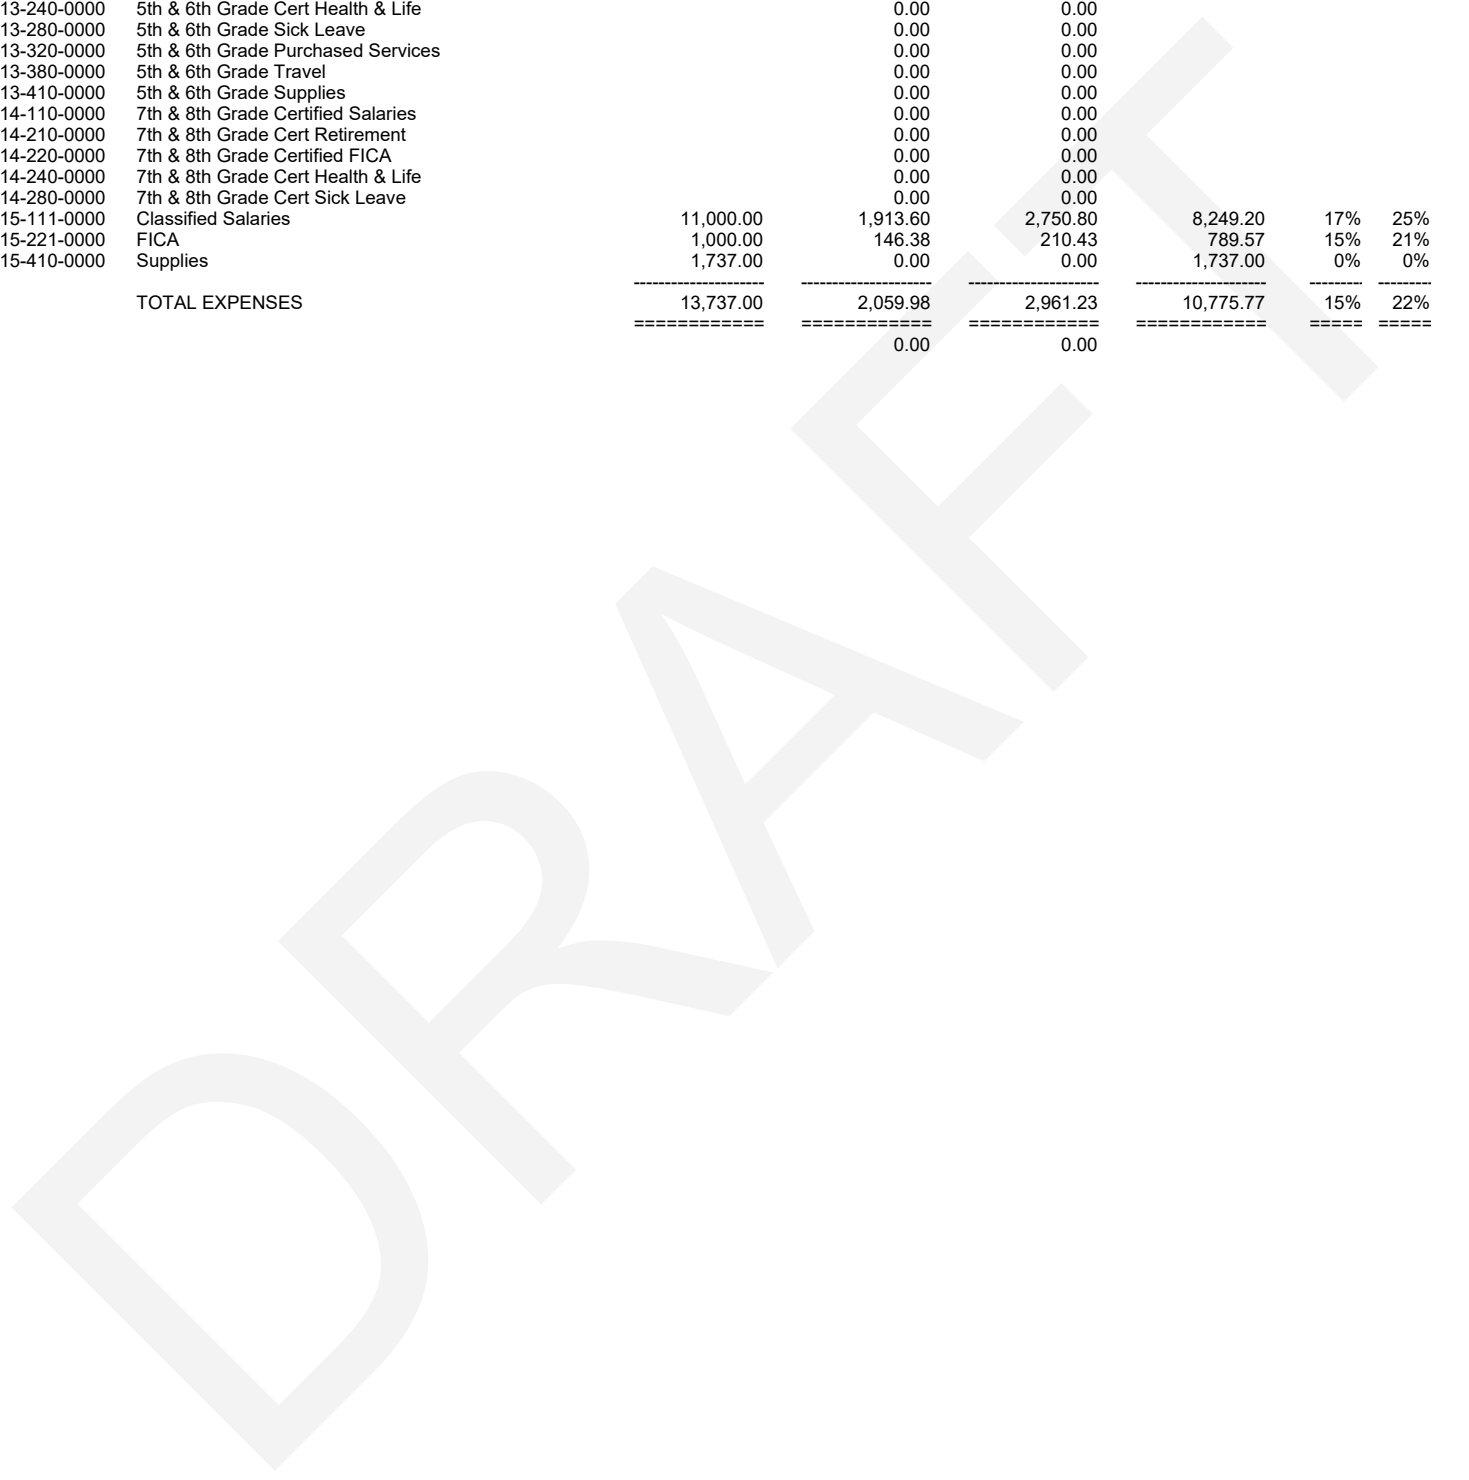 13-240-0000 5th & 6th Grade Cert Health & Life 0.00 0.00
13-280-0000 5th & 6th Grade Sick Leave 0.00 0.00
13-320-0000 5th & 6th Grade Purchased Services 0.00 0.00
13-380-0000 5th & 6th Grade Travel 0.00 0.00
13-410-0000 5th & 6th Grade Supplies 0.00 0.00
14-110-0000 7th & 8th Grade Certified Salaries 0.00 0.00
14-210-0000 7th & 8th Grade Cert Retirement 0.00 0.00
14-220-0000 7th & 8th Grade Certified FICA 0.00 0.00
14-240-0000 7th & 8th Grade Cert Health & Life 0.00 0.00
14-280-0000 7th & 8th Grade Cert Sick Leave 0.00 0.00
15-111-0000 Classified Salaries 11,000.00 1,913.60 2,750.80 8,249.20 17% 25%
15-221-0000 FICA 1,000.00 146.38 210.43 789.57 15% 21%
15-410-0000 Supplies 1,737.00 0.00 0.00 1,737.00 0% 0%
--------------------- --------------------- --------------------- --------------------- -------- --------
TOTAL EXPENSES 13,737.00 2,059.98 2,961.23 10,775.77 15% 22%
============ ============ ============ ============ ===== =====
0.00 0.00
DRAFT